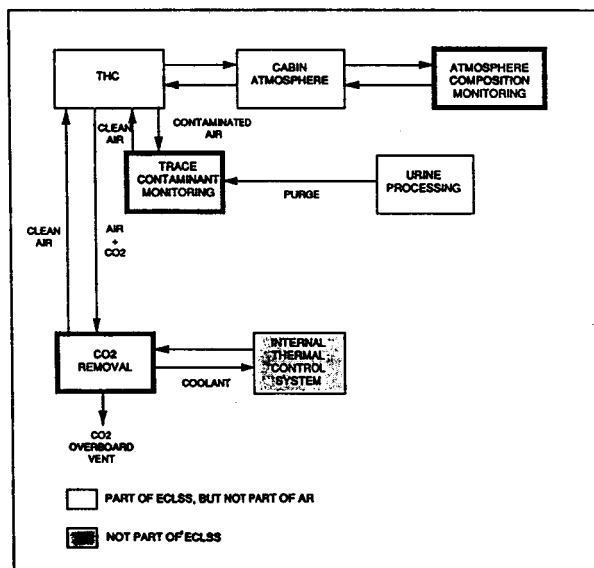 THC
CABIN
ATMOSPHERE
ATMOSPHERE
COMPOSITION
MONITORING
CLEAN
AIR
CONTAMINATED
AIR
TRACE
CONTAMINANT
MONITORING
PURGE
URINE
PROCESSING
CLEAN
AIR
AIR
+
CO2
CO2
REMOVAL
COOLANT
INTERNAL
THERMAL
CONTROL
SYSTEM
CO2
OVERBOARD
VENT
PART OF ECLSS, BUT NOT PART OF AR
NOT PART OF ECLSS